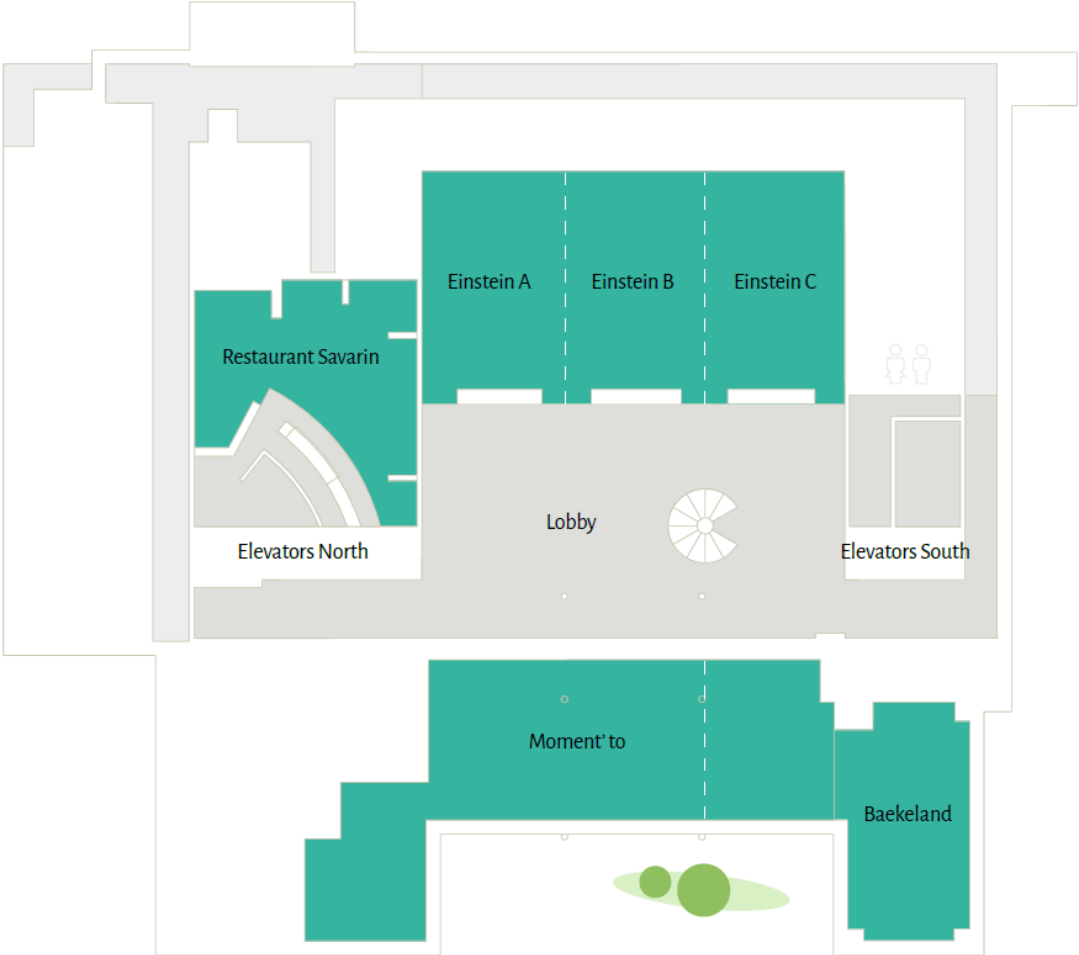 Einstein A
Einstein B
Einstein C
Restaurant Savarin
Lobby
Elevators North
Elevators South
Moment’ to
Baekeland